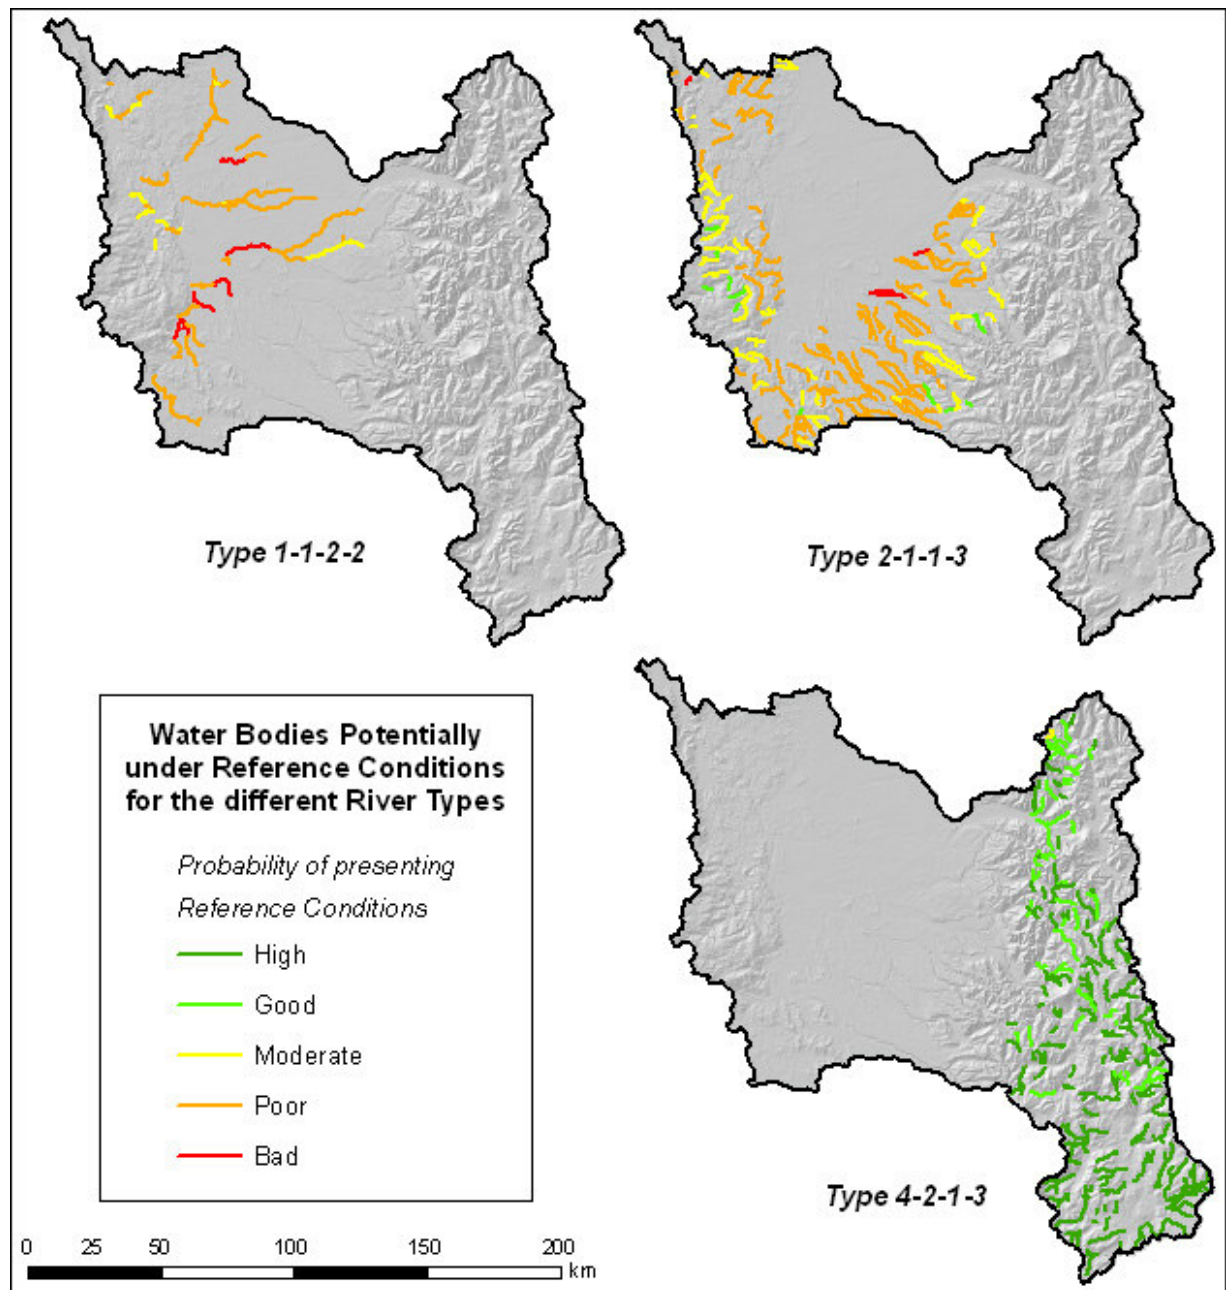 Type 1-1-2-2
Type 2-1-1-3
Water Bodies Potentially
under Reference Conditions
for the different River Types
Probability of presenting
Reference Conditions
High
Good
Moderate
Poor
Bad
Type 4-2-1-3
0 25 50 100 150 200
km